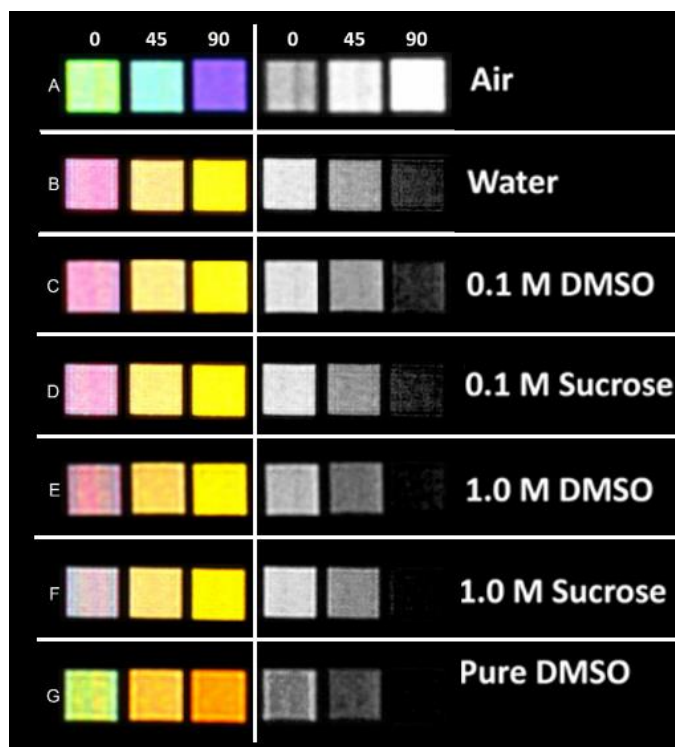 0 45 90 0 45 90
A Air
B Water
C 0.1 M DMSO
D 0.1 M Sucrose
E 1.0 M DMSO
F 1.0 M Sucrose
G Pure DMSO